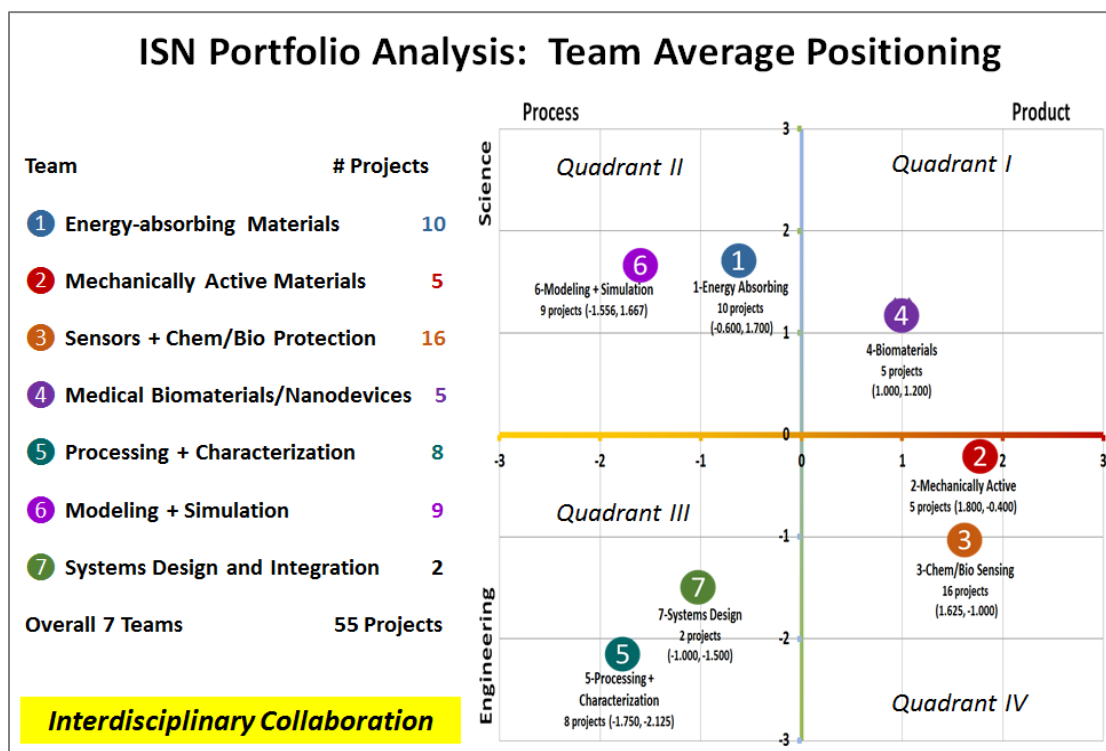 ISN Portfolio Analysis:  Team Average Positioning
Team # Projects
1 Energy-absorbing Materials 10
2 Mechanically Active Materials 5
3 Sensors + Chem/Bio Protection 16
4 Medical Biomaterials/Nanodevices 5
5 Processing + Characterization 8
6 Modeling + Simulation 9
7 Systems Design and Integration 2
Overall 7 Teams 55 Projects
Interdisciplinary Collaboration
Process
Product
Science
Engineering
3
2
1
0
-1
-2
-3
-3 -2 -1 0 1 2 3
Quadrant II
Quadrant I
6
6-Modeling + Simulation
9 projects (-1.556, 1.667)
1
1-Energy Absorbing
10 projects
(-0.600, 1.700)
4
4-Biomaterials
5 projects
(1.000, 1.200)
2
2-Mechanically Active
5 projects (1.800, -0.400)
Quadrant III
3
3-Chem/Bio Sensing
16 projects
(1.625, -1.000)
7
7-Systems Design
2 projects
(-1.000, -1.500)
5
5-Processing +
Characterization
8 projects (-1.750, -2.125)
Quadrant IV